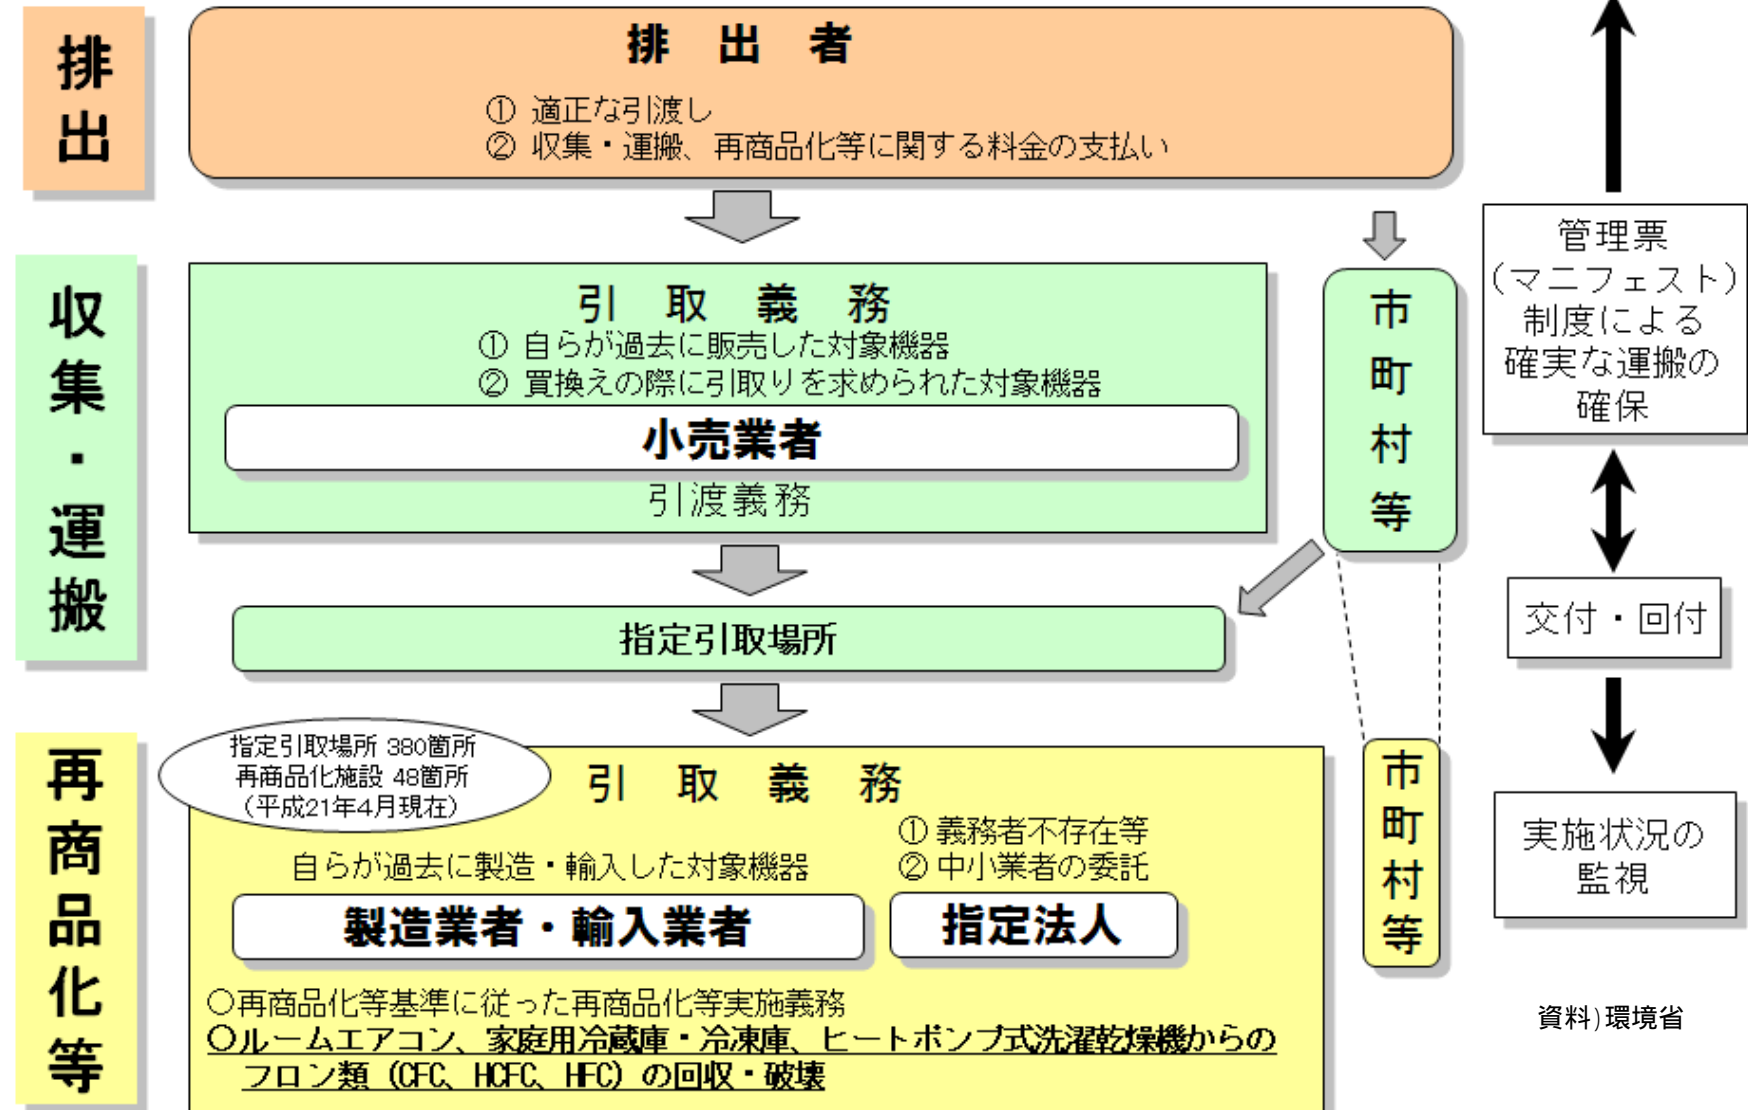 排出
排出者
① 適正な引渡し
② 収集・運搬、再商品化等に関する料金の支払い
収集・運搬
引取義務
① 自らが過去に販売した対象機器
② 買換えの際に引取りを求められた対象機器
小売業者
引渡義務
市町村等
指定引取場所
再商品化等
指定引取場所 380箇所
再商品化施設 48箇所
(平成21年4月現在)
引取義務
自らが過去に製造・輸入した対象機器
① 義務者不存在等
② 中小業者の委託
製造業者・輸入業者
指定法人
市町村等
○再商品化等基準に従った再商品化等実施義務
○ルームエアコン、家庭用冷蔵庫・冷凍庫、ヒートポンプ式洗濯乾燥機からの
フロン類(CFC、HCFC、HFC)の回収・破壊
管理票
(マニフェスト)
制度による
確実な運搬の
確保
交付・回付
実施状況の
監視
資料)環境省